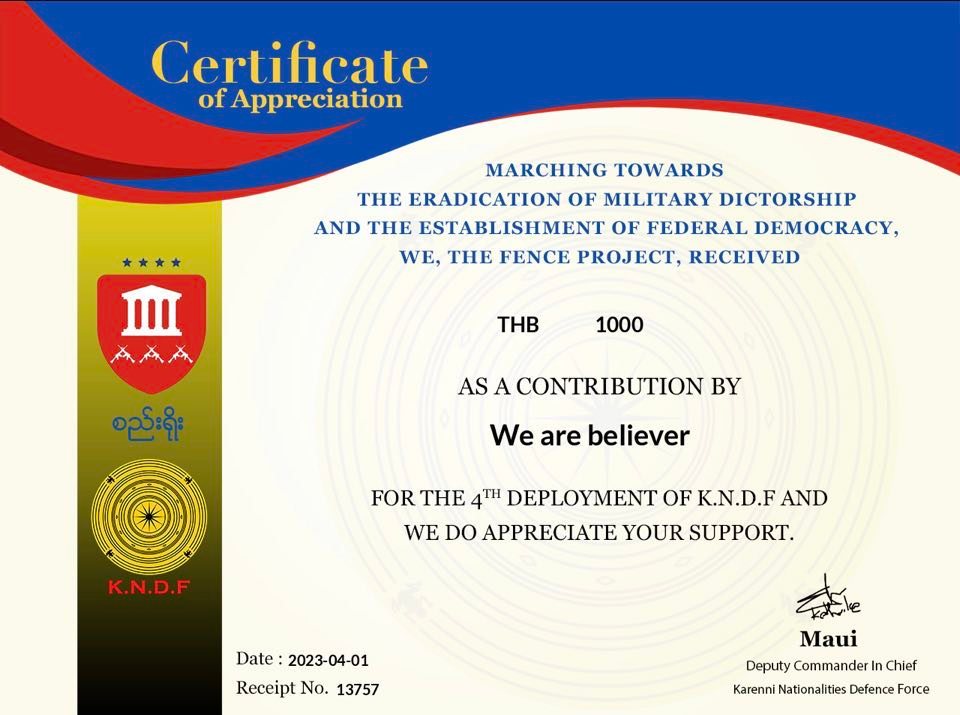 Certificate
of Appreciation
MARCHING TOWARDS
THE ERADICATION OF MILITARY DICTORSHIP
AND THE ESTABLISHMENT OF FEDERAL DEMOCRACY,
WE, THE FENCE PROJECT, RECEIVED
THB 1000
AS A CONTRIBUTION BY
We are believer
FOR THE 4TH DEPLOYMENT OF K.N.D.F AND
WE DO APPRECIATE YOUR SUPPORT.
စည်းရိုး
K.N.D.F
Maui
Deputy Commander In Chief
Karenni Nationalities Defence Force
Date : 2023-04-01
Receipt No. 13757